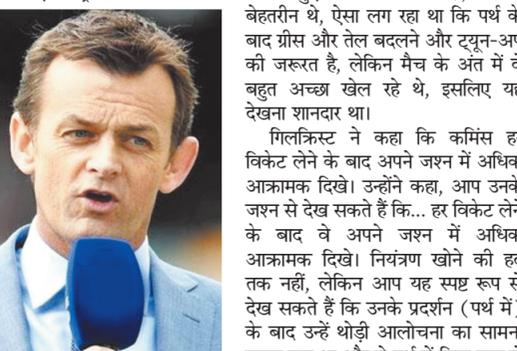 बेहतरीन थे, ऐसा लग रहा था कि पर्थ के
बाद ग्रीस और तेल बदलने और ट्यून-अप
की जरूरत है, लेकिन मैच के अंत में वे
बहुत अच्छा खेल रहे थे, इसलिए यह
देखना शानदार था।
गिलक्रिस्ट ने कहा कि कमिंस हर
विकेट लेने के बाद अपने जश्न में अधिक
आक्रामक दिखे। उन्होंने कहा, आप उनके
जश्न से देख सकते हैं कि... हर विकेट लेने
के बाद वे अपने जश्न में अधिक
आक्रामक दिखे। नियंत्रण खोने की हद
तक नहीं, लेकिन आप यह स्पष्ट रूप से
देख सकते हैं कि उनके प्रदर्शन (पर्थ में)
के बाद उन्हें थोड़ी आलोचना का सामना